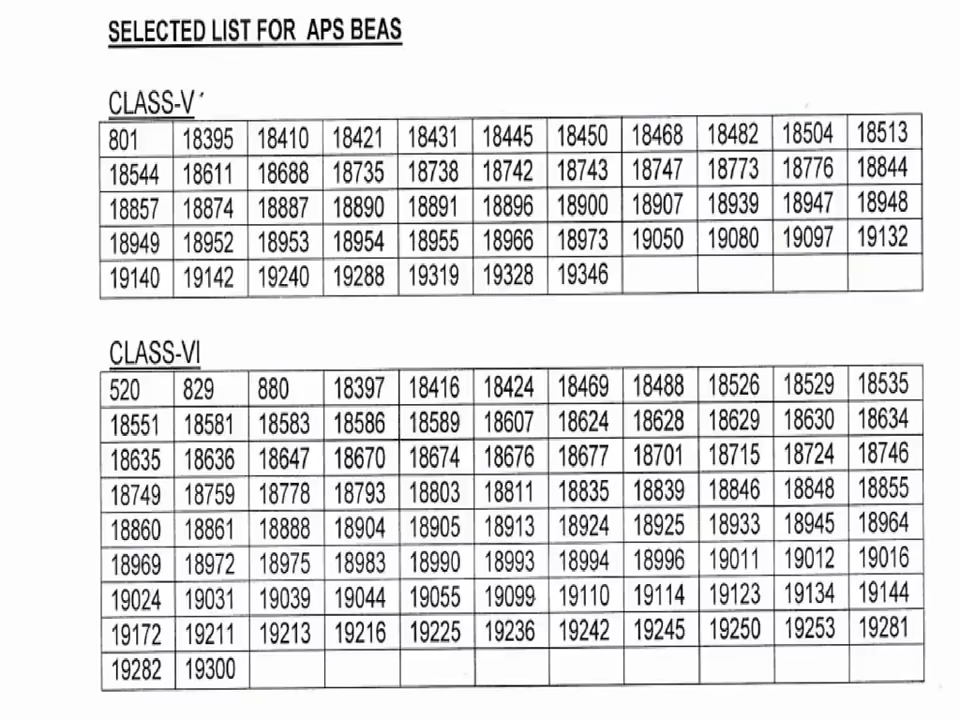 SELECTED LIST FOR APS BEAS
CLASS-V
801 18395 18410 18421 18431 18445 18450 18468 18482 18504 18513
18544 18611 18688 18735 18738 18742 18743 18747 18773 18776 18844
18857 18874 18887 18890 18891 18896 18900 18907 18939 18947 18948
18949 18952 18953 18954 18955 18966 18973 19050 19080 19097 19132
19140 19142 19240 19288 19319 19328 19346
CLASS-VI
520 829 880 18397 18416 18424 18469 18488 18526 18529 18535
18551 18581 18583 18586 18589 18607 18624 18628 18629 18630 18634
18635 18636 18647 18670 18674 18676 18677 18701 18715 18724 18746
18749 18759 18778 18793 18803 18811 18835 18839 18846 18848 18855
18860 18861 18888 18904 18905 18913 18924 18925 18933 18945 18964
18969 18972 18975 18983 18990 18993 18994 18996 19011 19012 19016
19024 19031 19039 19044 19055 19099 19110 19114 19123 19134 19144
19172 19211 19213 19216 19225 19236 19242 19245 19250 19253 19281
19282 19300